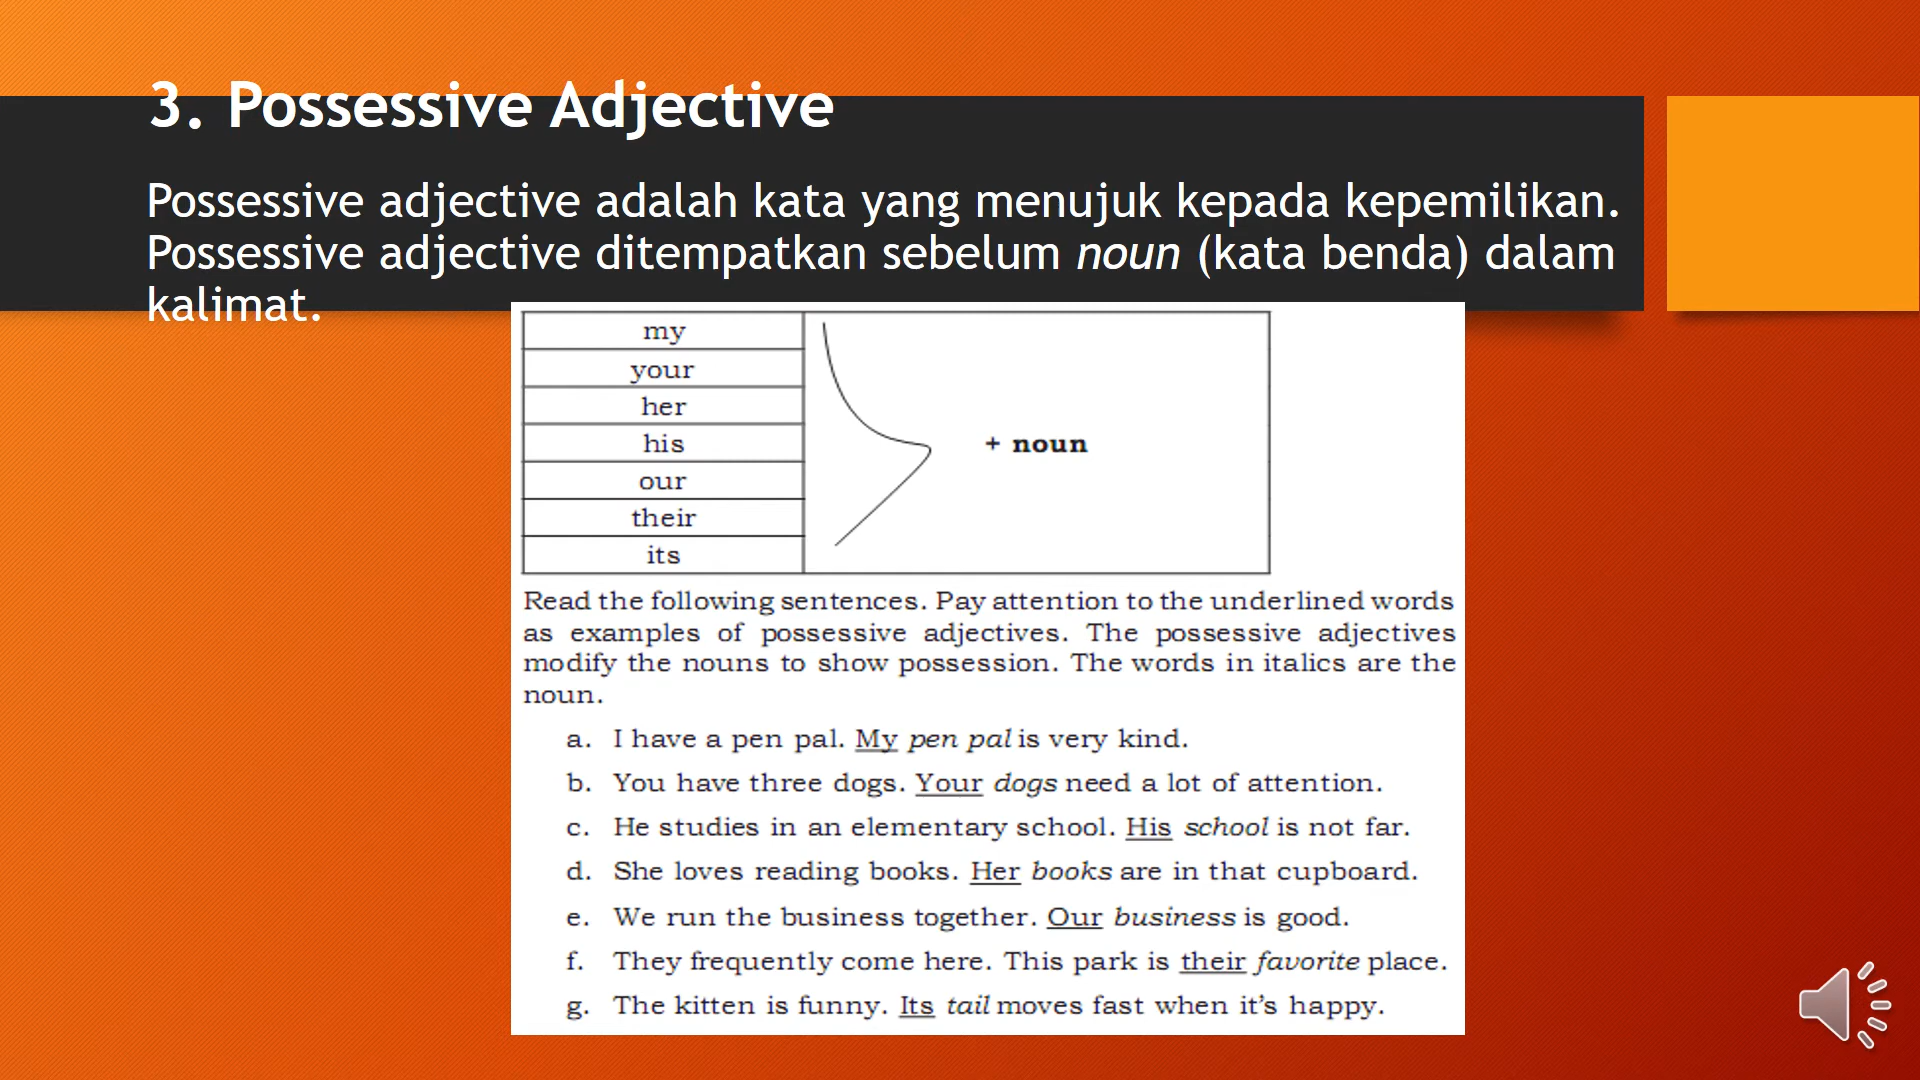 3. Possessive Adjective
Possessive adjective adalah kata yang menujuk kepada kepemilikan.
Possessive adjective ditempatkan sebelum noun (kata benda) dalam
kalimat.
my
your
her
his
our
their
its
+ noun
Read the following sentences. Pay attention to the underlined words
as examples of possessive adjectives. The possessive adjectives
modify the nouns to show possession. The words in italics are the
noun.
a. I have a pen pal. My pen pal is very kind.
b. You have three dogs. Your dogs need a lot of attention.
c. He studies in an elementary school. His school is not far.
d. She loves reading books. Her books are in that cupboard.
e. We run the business together. Our business is good.
f. They frequently come here. This park is their favorite place.
g. The kitten is funny. Its tail moves fast when it's happy.